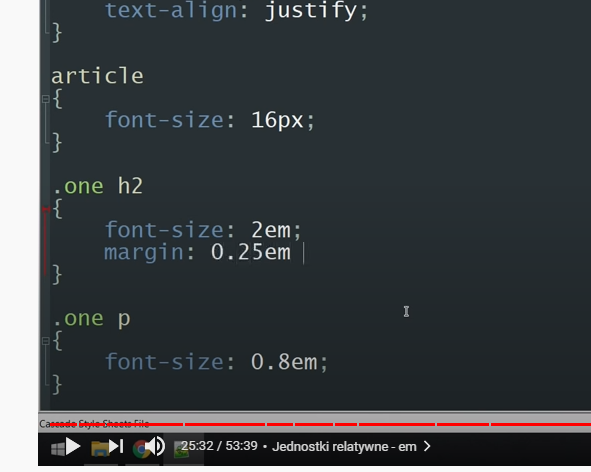 text-align: justify;
}
article
{
font-size: 16px;
}
.one h2
{
font-size: 2em;
margin: 0.25em
}
.one p
{
font-size: 0.8em;
}
Cascade Style Sheets File
25:32 / 53:39 • Jednostki relatywne - em